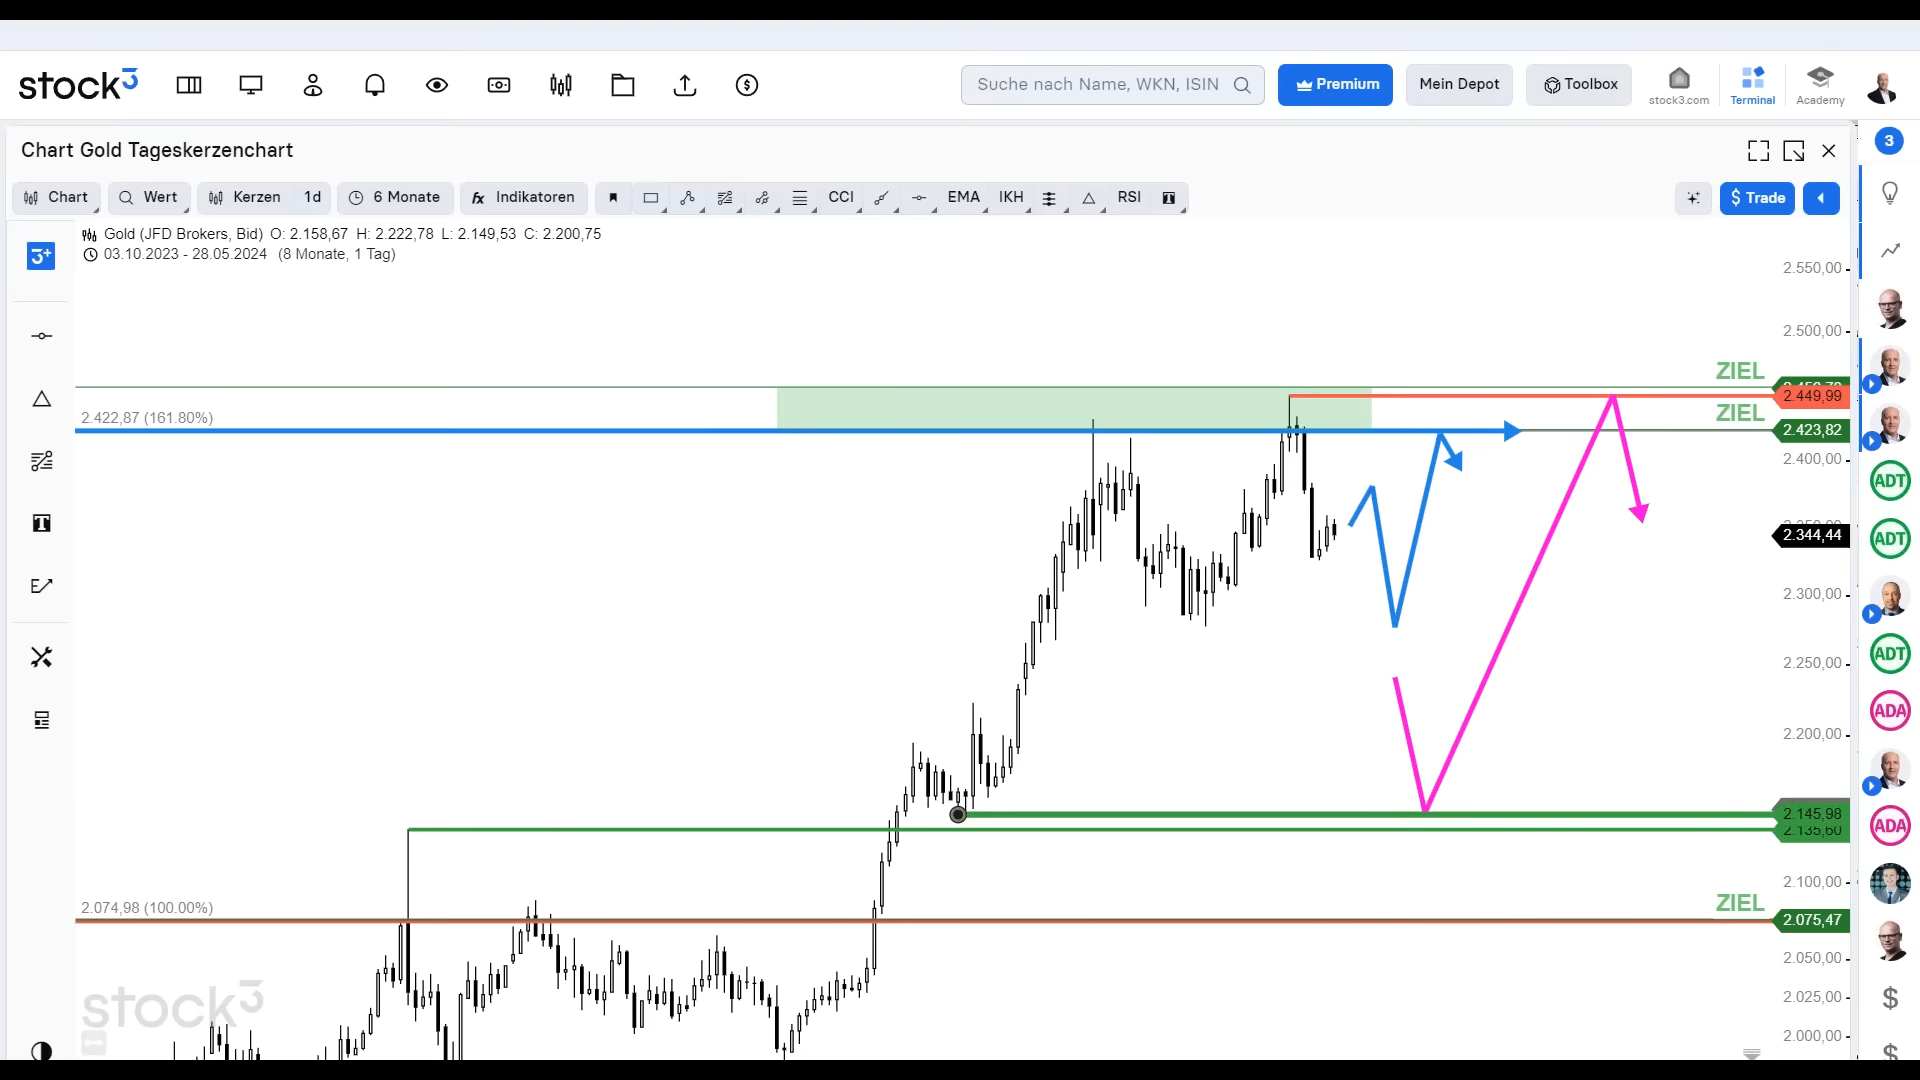 stock3
Suche nach Name, WKN, ISIN
Premium
Mein Depot
Toolbox
stock3.com
Terminal
Academy
Chart Gold Tageskerzenchart
3
Chart
Wert
Kerzen
1d
6 Monate
fx Indikatoren
CCI
EMA
IKH
RSI
$ Trade
3+
Gold (JFD Brokers, Bid) O: 2.158,67 H: 2.222,78 L: 2.149,53 C: 2.200,75
03.10.2023 - 28.05.2024 (8 Monate, 1 Tag)
2.550,00
2.500,00
ZIEL
2.449,99
2.422,87 (161.80%)
ZIEL
2.423,82
2.400,00
ADT
ADT
2.344,44
2.300,00
ADT
2.250,00
ADA
2.200,00
2.145,98
2.135,60
ADA
2.100,00
2.074,98 (100.00%)
ZIEL
2.075,47
2.050,00
stock3
2.025,00
2.000,00